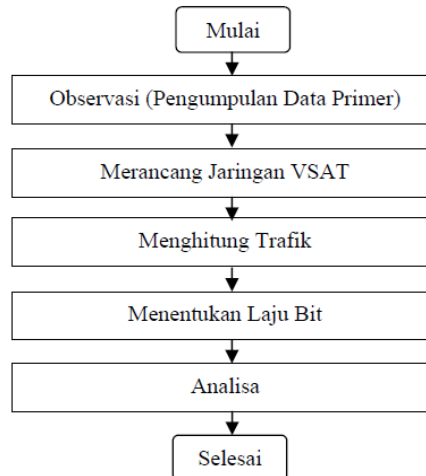 Mulai
Observasi (Pengumpulan Data Primer)
Merancang Jaringan VSAT
Menghitung Trafik
Menentukan Laju Bit
Analisa
Selesai